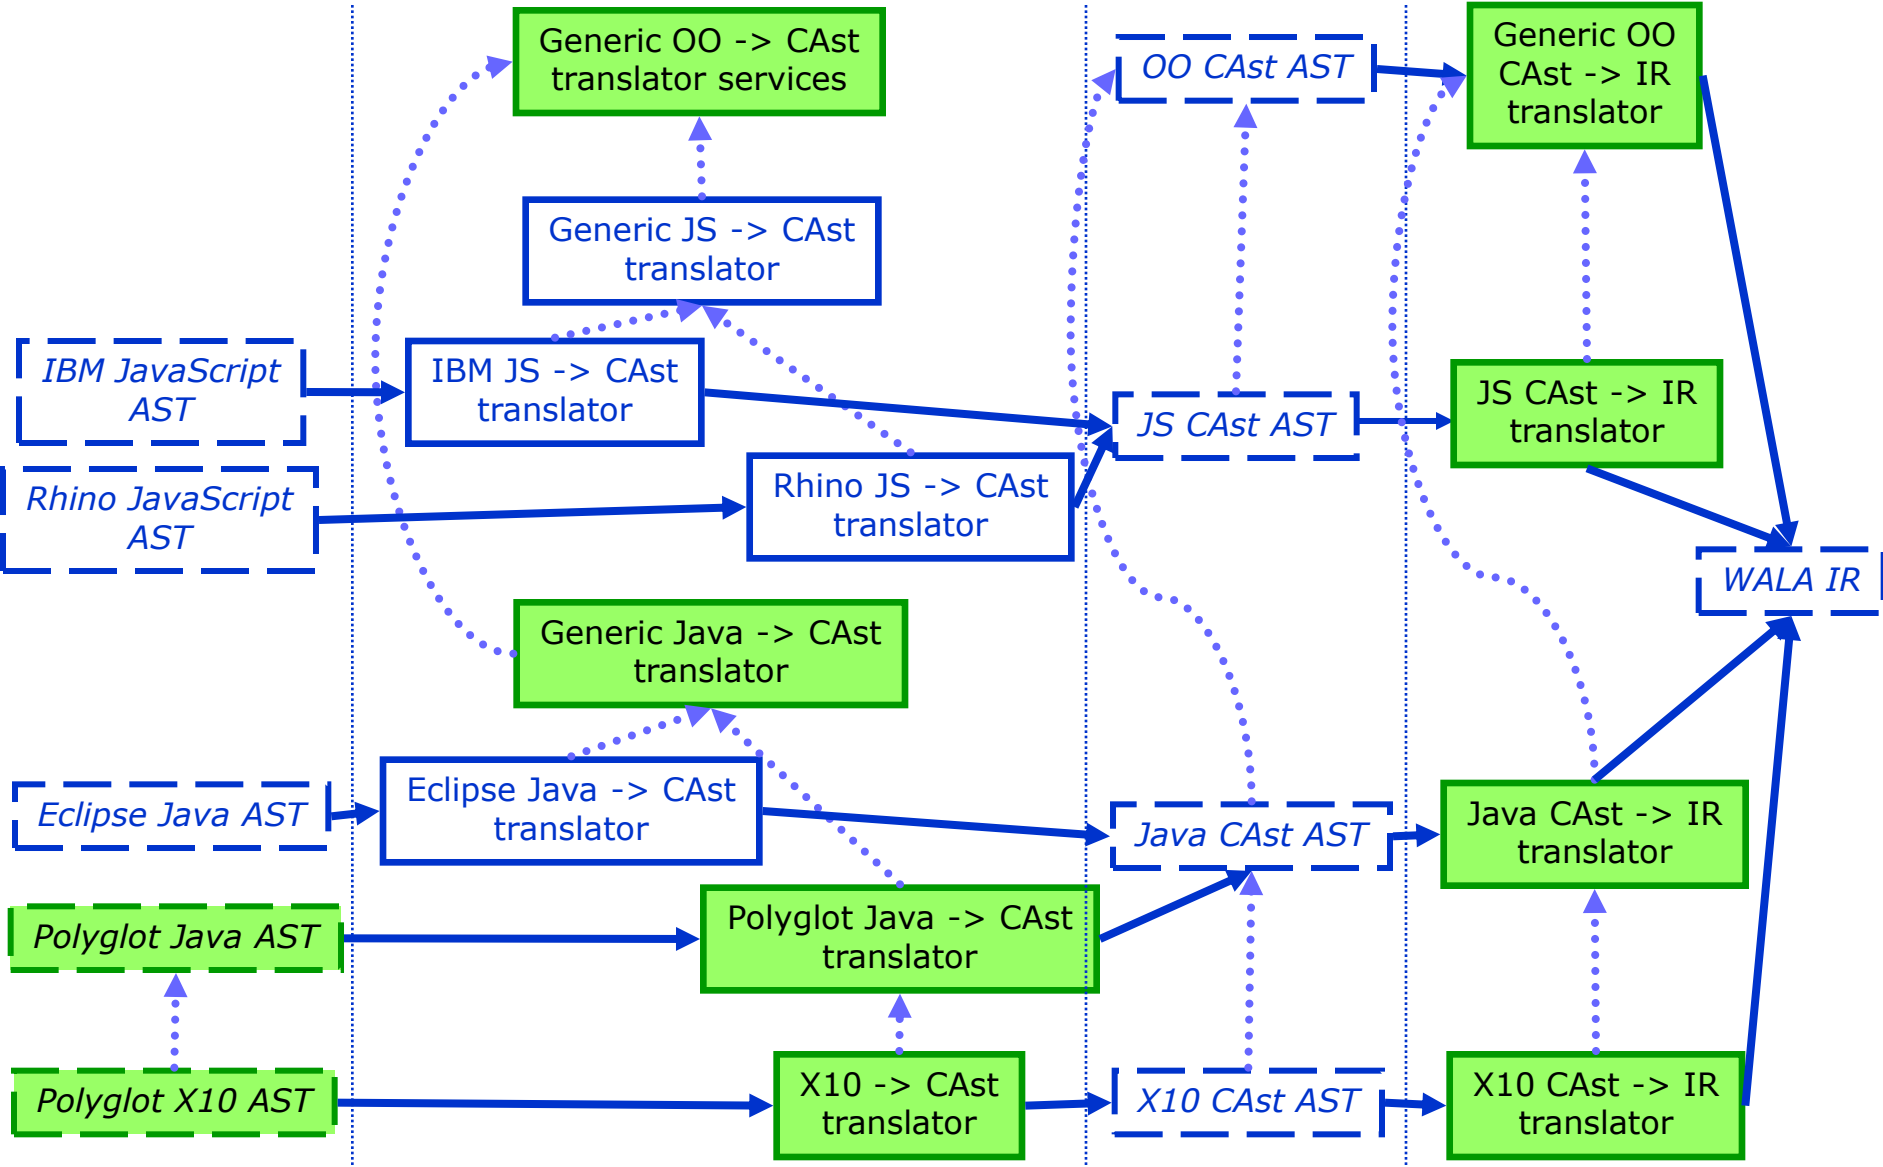 Generic OO -> CAst
translator services
OO CAst AST
Generic OO
CAst -> IR
translator
Generic JS -> CAst
translator
IBM JavaScript
AST
IBM JS -> CAst
translator
JS CAst AST
JS CAst -> IR
translator
Rhino JavaScript
AST
Rhino JS -> CAst
translator
WALA IR
Generic Java -> CAst
translator
Eclipse Java AST
Eclipse Java -> CAst
translator
Java CAst AST
Java CAst -> IR
translator
Polyglot Java AST
Polyglot Java -> CAst
translator
Polyglot X10 AST
X10 -> CAst
translator
X10 CAst AST
X10 CAst -> IR
translator